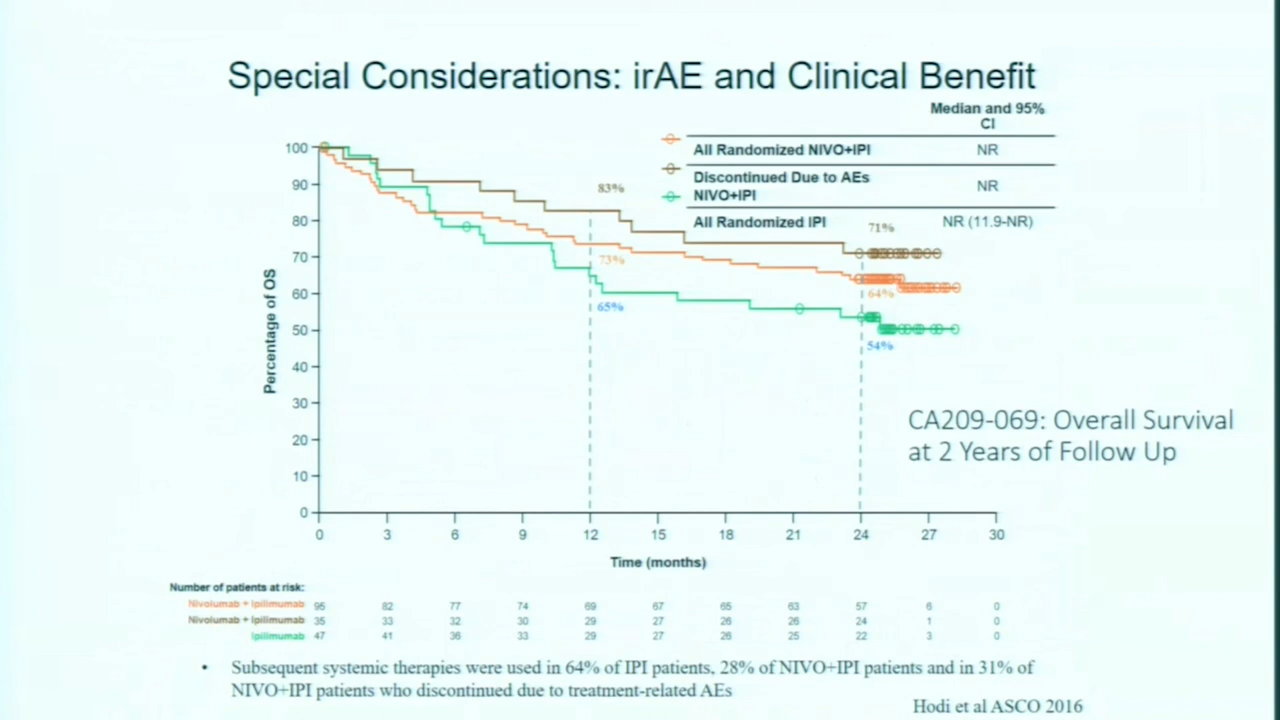 Special Considerations: irAE and Clinical Benefit
Median and 95%
CI
All Randomized NIVO+IPI NR
Discontinued Due to AEs
NIVO+IPI
NR
All Randomized IPI NR (11.9-NR)
100
90
80
70
60
50
40
30
20
10
0
Percentage of OS
83%
73%
65%
71%
64%
54%
CA209-069: Overall Survival
at 2 Years of Follow Up
0 3 6 9 12 15 18 21 24 27 30
Time (months)
Number of patients at risk:
Nivolumab + Ipilimumab 95 82 77 74 69 67 65 63 57 6 0
Nivolumab + Ipilimumab 35 33 32 30 29 27 26 26 24 1 0
Ipilimumab 47 41 36 33 29 27 26 25 22 3 0
• Subsequent systemic therapies were used in 64% of IPI patients, 28% of NIVO+IPI patients and in 31% of
NIVO+IPI patients who discontinued due to treatment-related AEs
Hodi et al ASCO 2016